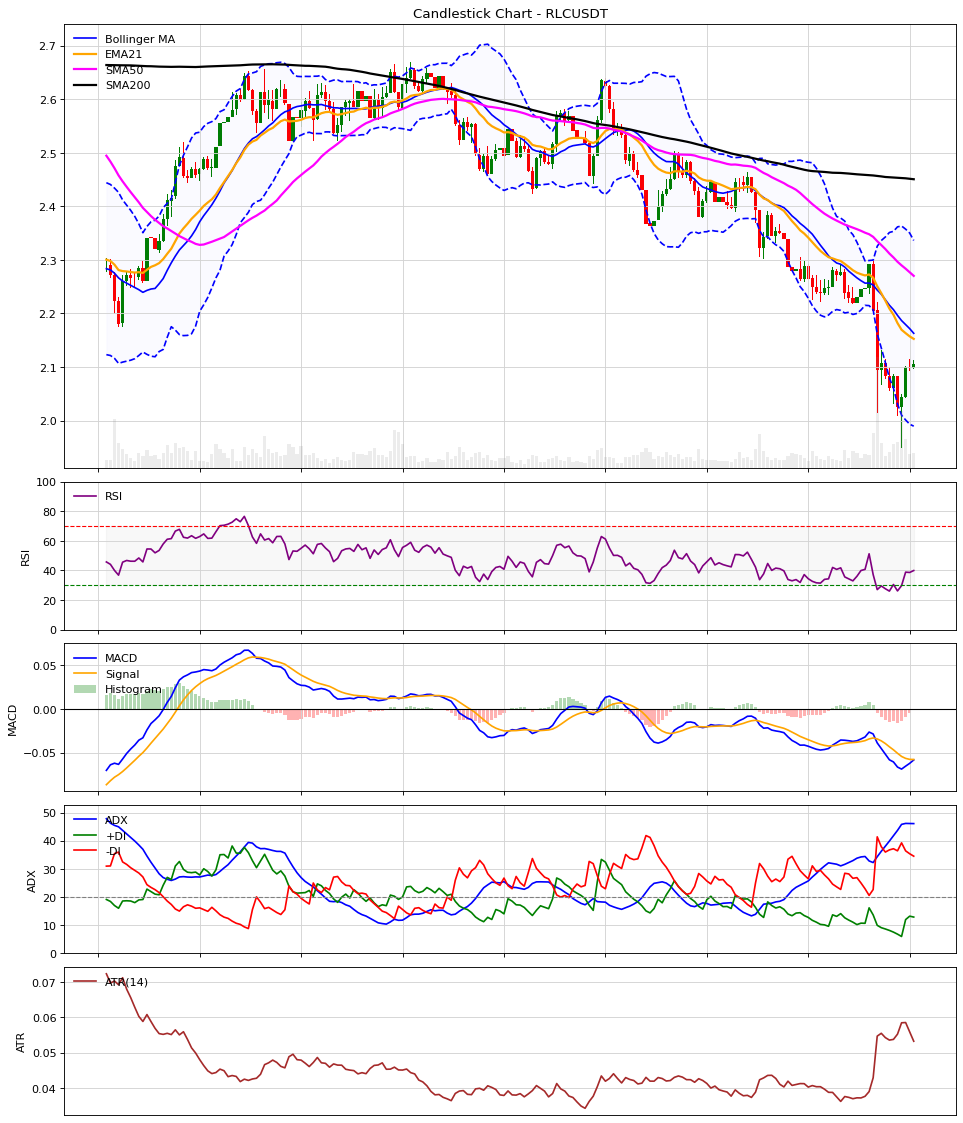 Candlestick Chart - RLCUSDT
Bollinger MA
EMA21
SMA50
SMA200
2.7
2.6
2.5
2.4
2.3
2.2
2.1
2.0
RSI
RSI
100
80
60
40
20
0
MACD
Signal
Histogram
MACD
0.05
0.00
−0.05
ADX
+DI
-DI
ADX
50
40
30
20
10
0
ATR(14)
ATR
0.07
0.06
0.05
0.04